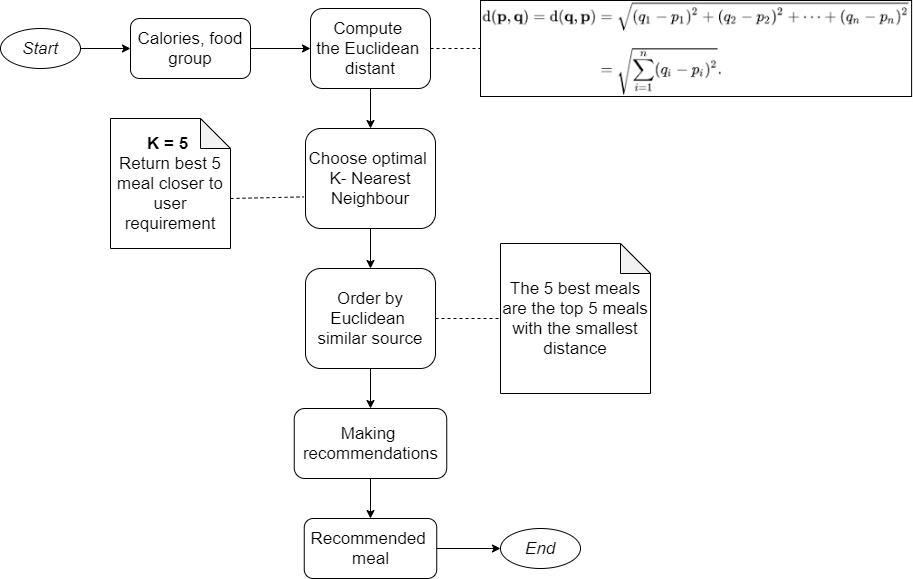 Start
Calories, food
group
Compute
the Euclidean
distant
d(p, q) = d(q, p) = √((q₁ − p₁)² + (q₂ − p₂)² + ⋯ + (qₙ − pₙ)²)
= √(∑ᵢ₌₁ⁿ (qᵢ − pᵢ)²).
K = 5
Return best 5
meal closer to
user
requirement
Choose optimal
K- Nearest
Neighbour
Order by
Euclidean
similar source
The 5 best meals
are the top 5 meals
with the smallest
distance
Making
recommendations
Recommended
meal
End